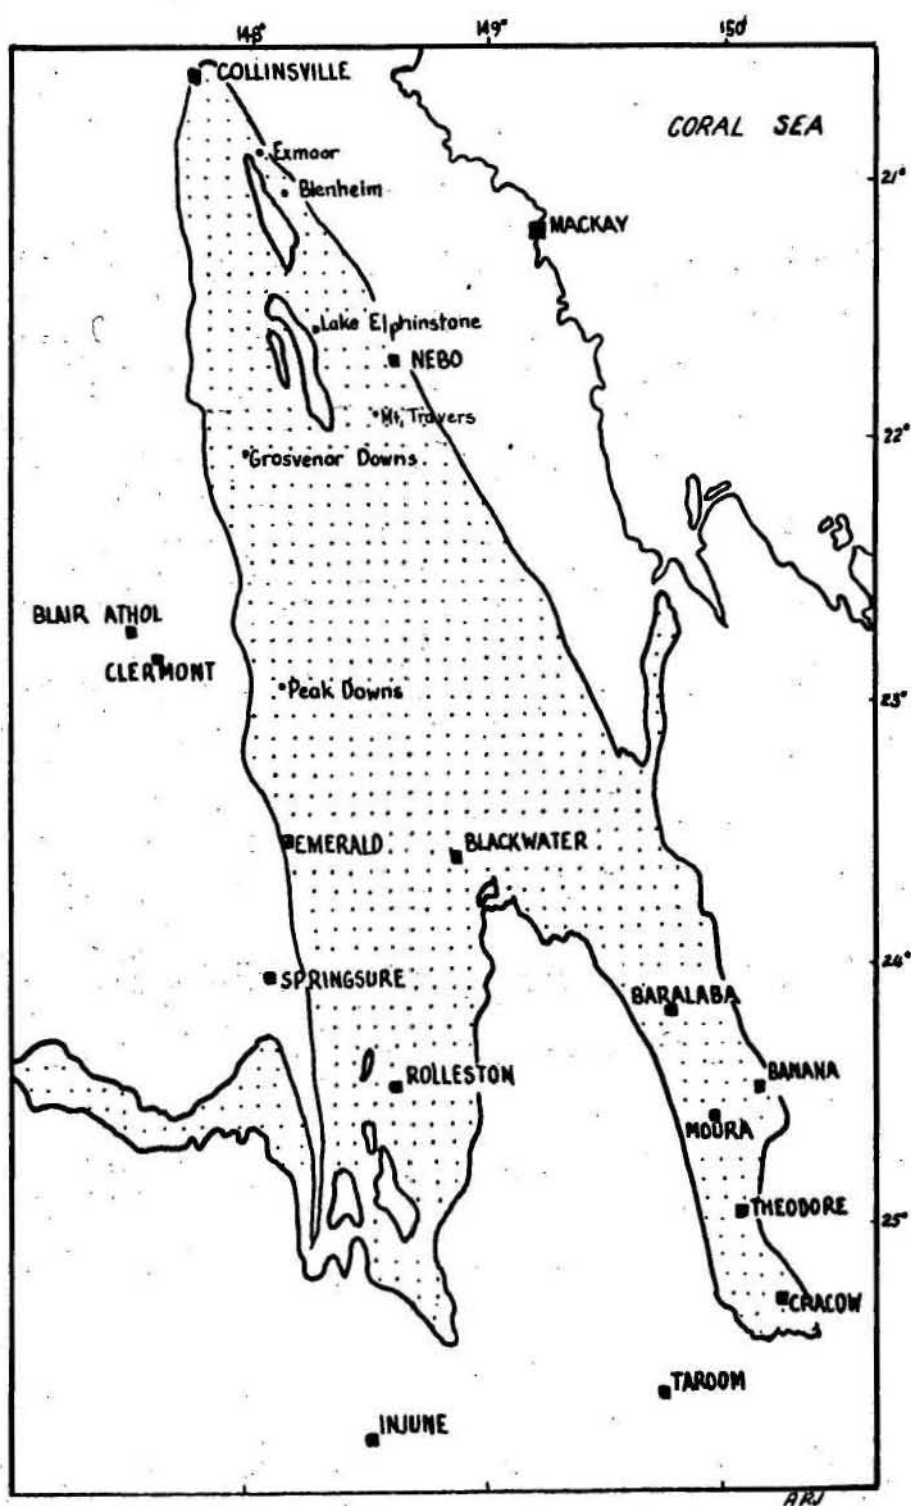 148° 149° 150°
COLLINSVILLE
CORAL SEA
Exmoor
21°
Blenheim
MACKAY
Lake Elphinstone
NEBO
Mt, Travers
22°
Grosvenor Downs
BLAIR ATHOL
CLERMONT
Peak Downs
23°
EMERALD
BLACKWATER
24°
SPRINGSURE
BARALABA
ROLLESTON
BANANA
MOURA
THEODORE
25°
CRACOW
TAROOM
INJUNE
ARJ